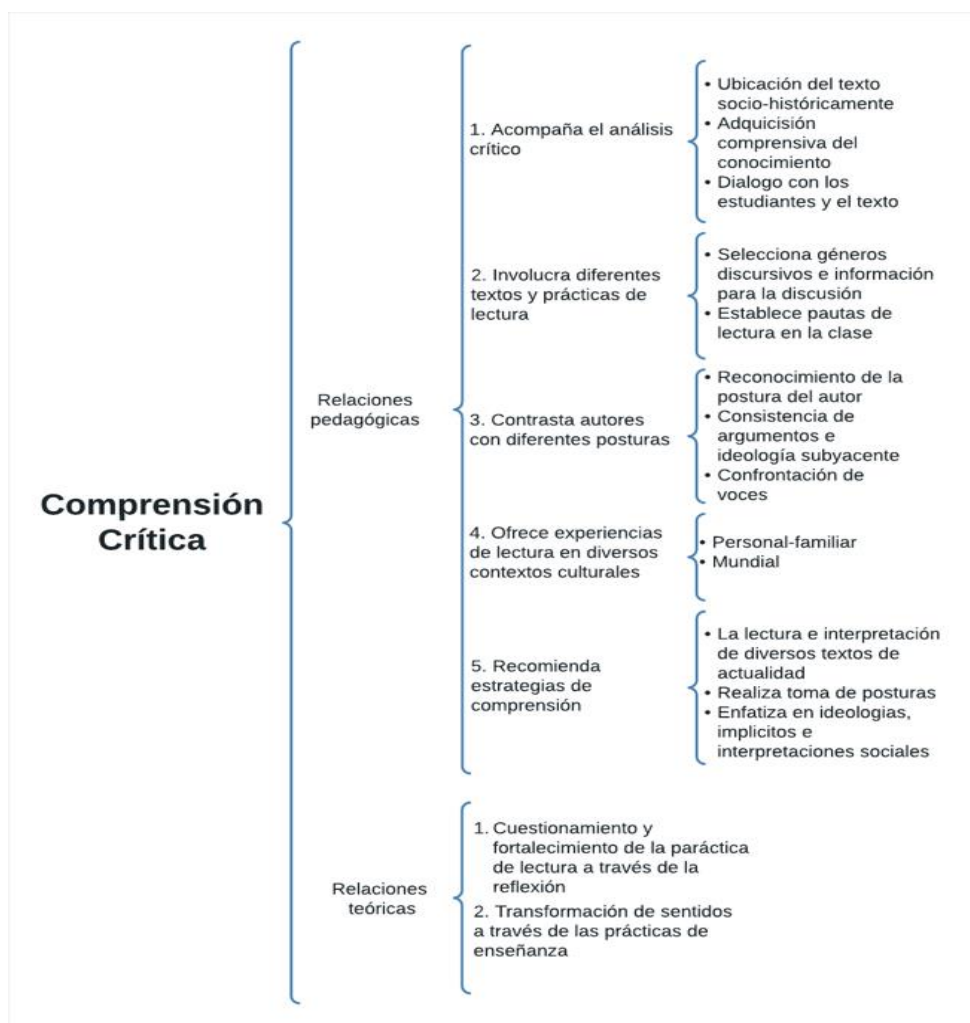 Comprensión
Crítica
Relaciones
pedagógicas
1. Acompaña el análisis
crítico
• Ubicación del texto
socio-históricamente
• Adquicisión
comprensiva del
conocimiento
• Dialogo con los
estudiantes y el texto
2. Involucra diferentes
textos y prácticas de
lectura
• Selecciona géneros
discursivos e información
para la discusión
• Establece pautas de
lectura en la clase
3. Contrasta autores
con diferentes posturas
• Reconocimiento de la
postura del autor
• Consistencia de
argumentos e
ideología subyacente
• Confrontación de
voces
4. Ofrece experiencias
de lectura en diversos
contextos culturales
• Personal-familiar
• Mundial
5. Recomienda
estrategias de
comprensión
• La lectura e interpretación
de diversos textos de
actualidad
• Realiza toma de posturas
• Enfatiza en ideologias,
implicitos e
interpretaciones sociales
Relaciones
teóricas
1. Cuestionamiento y
fortalecimiento de la paráctica
de lectura a través de la
reflexión
2. Transformación de sentidos
a través de las prácticas de
enseñanza